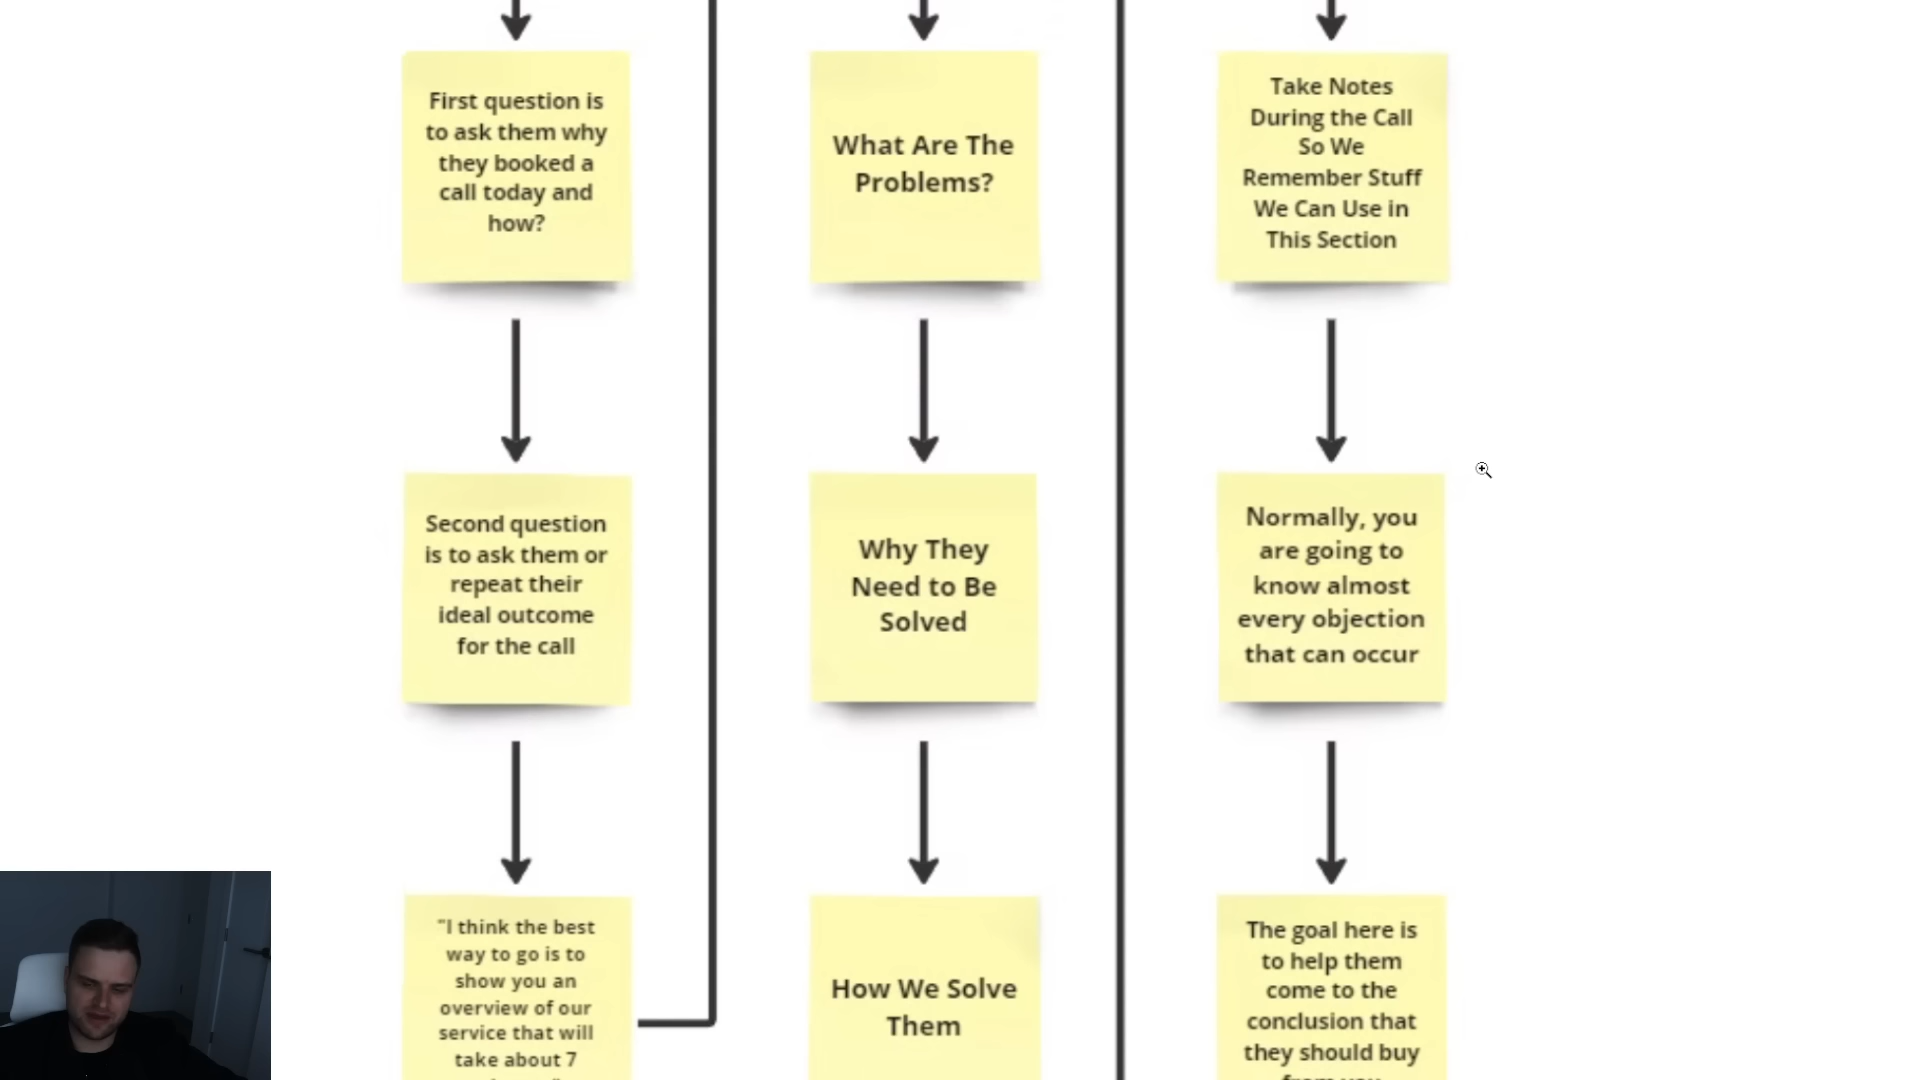 First question is
to ask them why
they booked a
call today and
how?
Second question
is to ask them or
repeat their
ideal outcome
for the call
"I think the best
way to go is to
show you an
overview of our
service that will
take about 7
What Are The
Problems?
Why They
Need to Be
Solved
How We Solve
Them
Take Notes
During the Call
So We
Remember Stuff
We Can Use in
This Section
Normally, you
are going to
know almost
every objection
that can occur
The goal here is
to help them
come to the
conclusion that
they should buy
from you